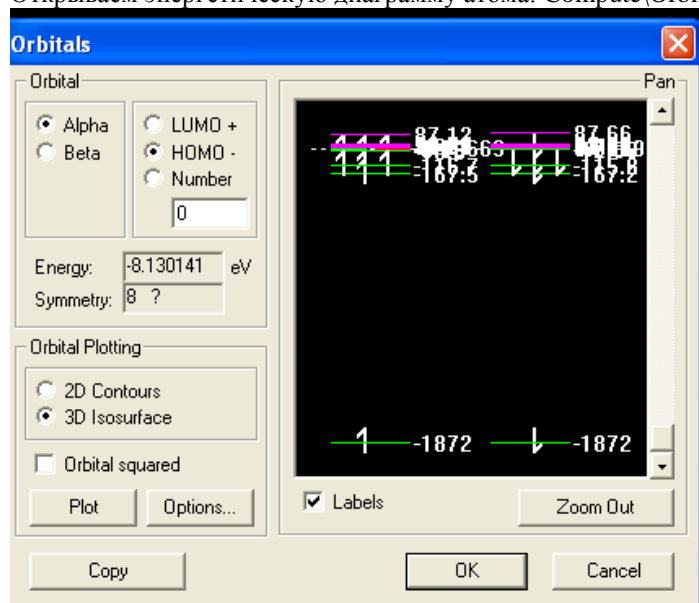 Открываем энергетическую диаграмму атома. Compute\
Orbitals
Orbital
Alpha
Beta
LUMO +
HOMO -
Number
0
Energy: -8.130141 eV
Symmetry: 8 ?
Orbital Plotting
2D Contours
3D Isosurface
Orbital squared
Plot
Options...
Copy
Pan
87.12
87.66
-167.5
-167.2
-1872
-1872
Labels
Zoom Out
OK
Cancel